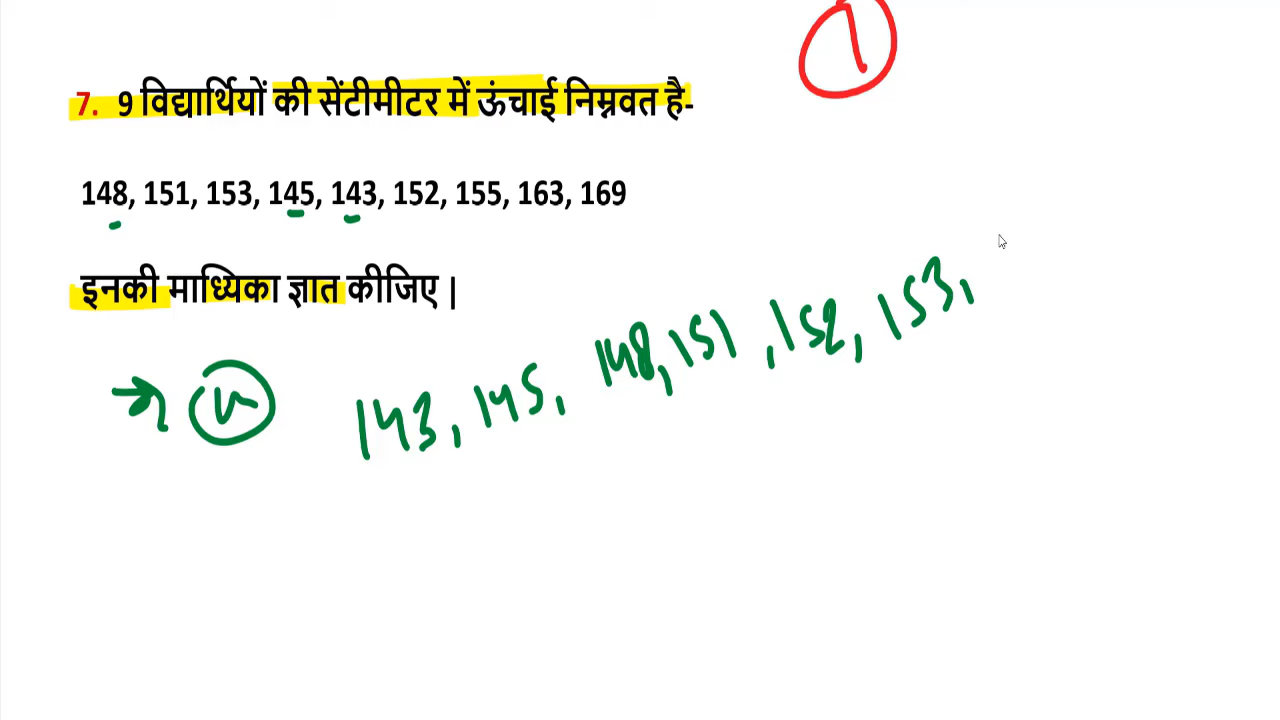 1
7. 9 विद्यार्थियों की सेंटीमीटर में ऊंचाई निम्नवत है-
148, 151, 153, 145, 143, 152, 155, 163, 169
इनकी माध्यिका ज्ञात कीजिए |
143, 145, 148, 151, 152, 153,